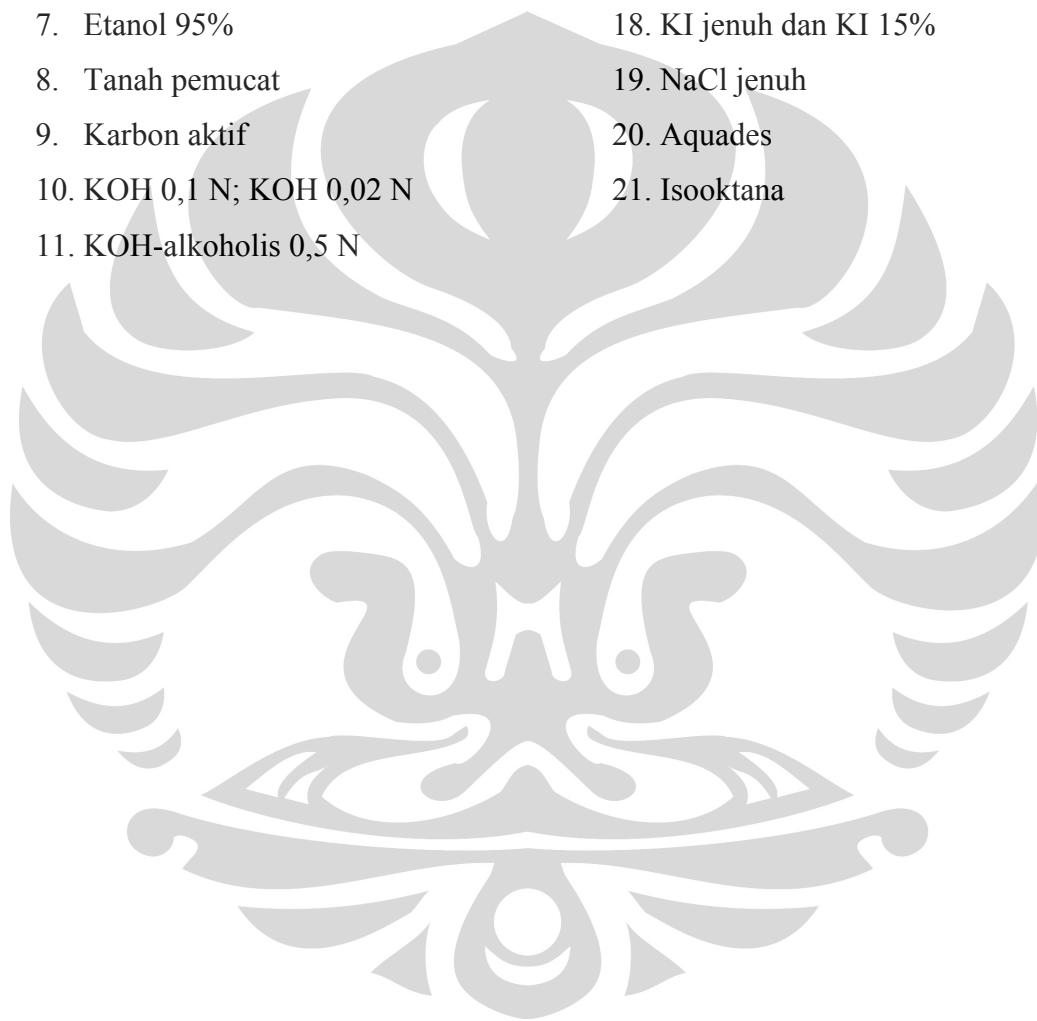 7. Etanol 95%
8. Tanah pemucat
9. Karbon aktif
10. KOH 0,1 N; KOH 0,02 N
11. KOH-alkoholis 0,5 N
18. KI jenuh dan KI 15%
19. NaCl jenuh
20. Aquades
21. Isooktana